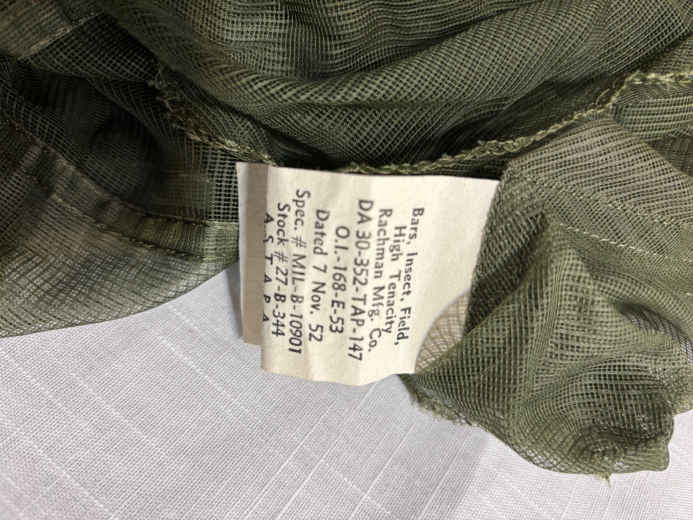 Bars, Insect, Field,
High Tenacity
Rachman Mfg. Co.
DA 30-352-TAP-147
O.I.-168-E-53
Dated 7 Nov. 52
Spec. # MIL-B-10901
Stock # 27-B-344
A S T A P A